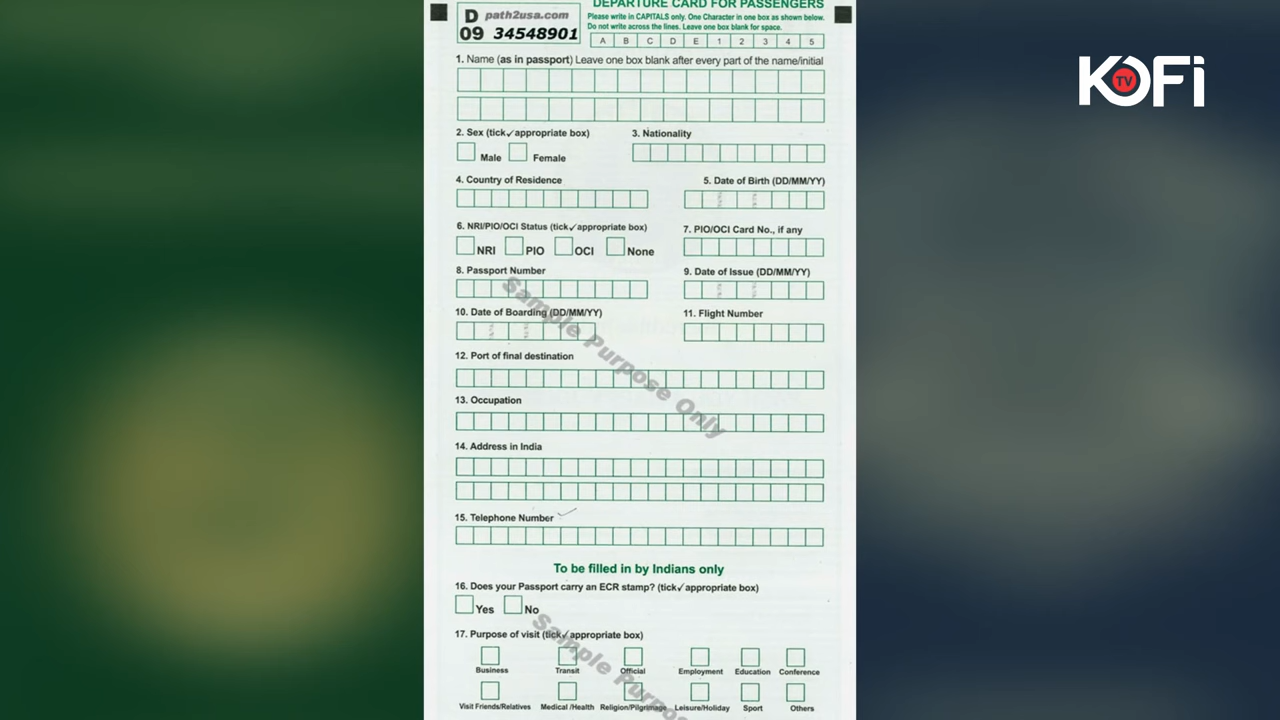 DEPARTURE CARD FOR PASSENGERS
D path2usa.com
09 34548901
Please write in CAPITALS only. One Character in one box as shown below.
Do not write across the lines. Leave one box blank for space.
A B C D E 1 2 3 4 5
KOFi
TV
1. Name (as in passport) Leave one box blank after every part of the name/initial
2. Sex (tick✓appropriate box)
3. Nationality
Male Female
4. Country of Residence
5. Date of Birth (DD/MM/YY)
6. NRI/PIO/OCI Status (tick✓appropriate box)
7. PIO/OCI Card No., if any
NRI PIO OCI None
8. Passport Number
9. Date of Issue (DD/MM/YY)
10. Date of Boarding (DD/MM/YY)
11. Flight Number
Sample Purpose Only
12. Port of final destination
13. Occupation
14. Address in India
15. Telephone Number
To be filled in by Indians only
16. Does your Passport carry an ECR stamp? (tick✓appropriate box)
Yes No
17. Purpose of visit (tick✓appropriate box)
Sample Purpose
Business Transit Official Employment Education Conference
Visit Friends/Relatives Medical /Health Religion/Pilgrimage Leisure/Holiday Sport Others